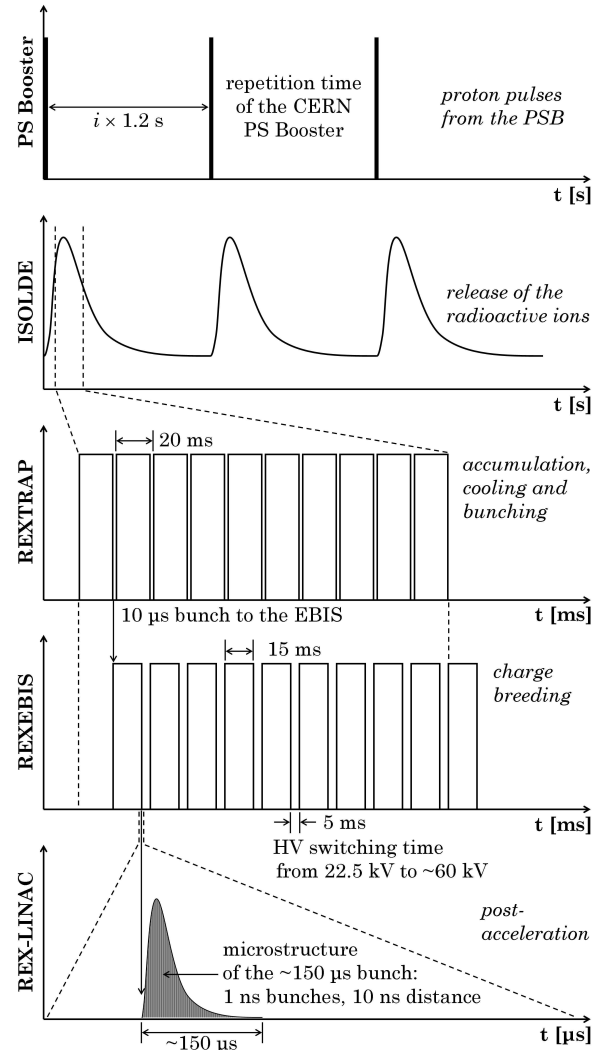 PS Booster
i × 1.2 s
repetition time
of the CERN
PS Booster
proton pulses
from the PSB
t [s]
ISOLDE
release of the
radioactive ions
t [s]
REXTRAP
20 ms
accumulation,
cooling and
bunching
10 µs bunch to the EBIS
t [ms]
REXEBIS
15 ms
charge
breeding
5 ms
t [ms]
HV switching time
from 22.5 kV to ~60 kV
REX-LINAC
post-
acceleration
microstructure
of the ~150 µs bunch:
1 ns bunches, 10 ns distance
t [µs]
~150 µs